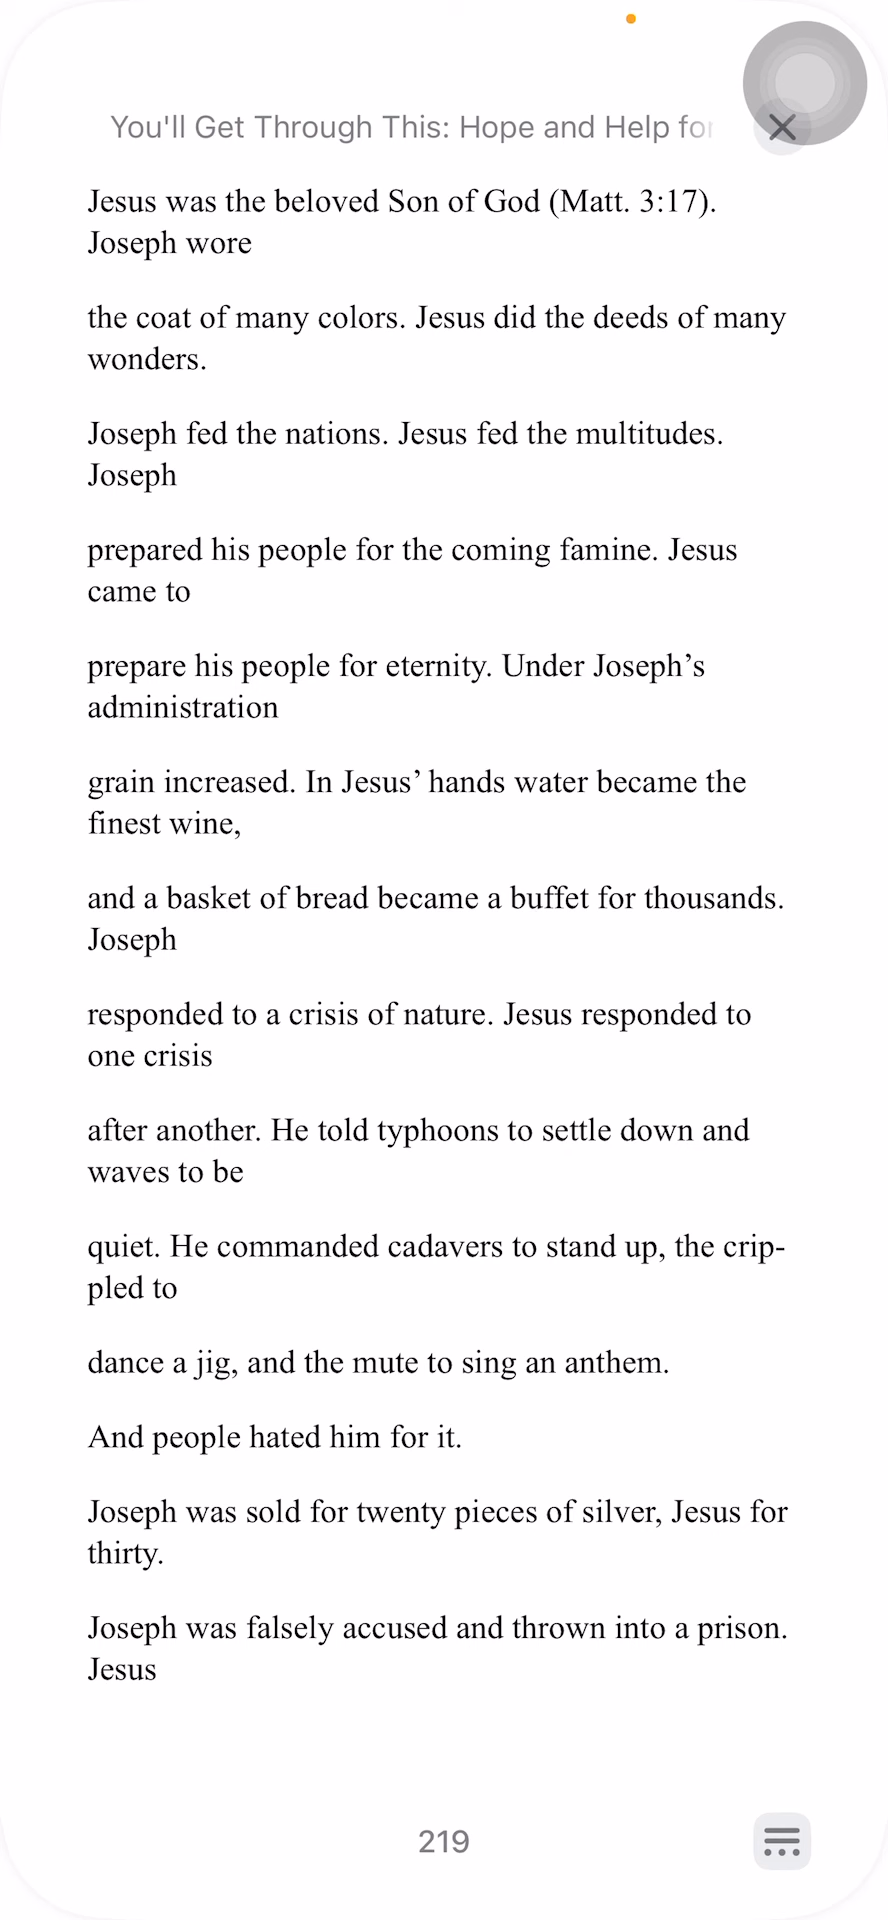 You'll Get Through This: Hope and Help for
Jesus was the beloved Son of God (Matt. 3:17).
Joseph wore
the coat of many colors. Jesus did the deeds of many
wonders.
Joseph fed the nations. Jesus fed the multitudes.
Joseph
prepared his people for the coming famine. Jesus
came to
prepare his people for eternity. Under Joseph’s
administration
grain increased. In Jesus’ hands water became the
finest wine,
and a basket of bread became a buffet for thousands.
Joseph
responded to a crisis of nature. Jesus responded to
one crisis
after another. He told typhoons to settle down and
waves to be
quiet. He commanded cadavers to stand up, the crip-
pled to
dance a jig, and the mute to sing an anthem.
And people hated him for it.
Joseph was sold for twenty pieces of silver, Jesus for
thirty.
Joseph was falsely accused and thrown into a prison.
Jesus
219